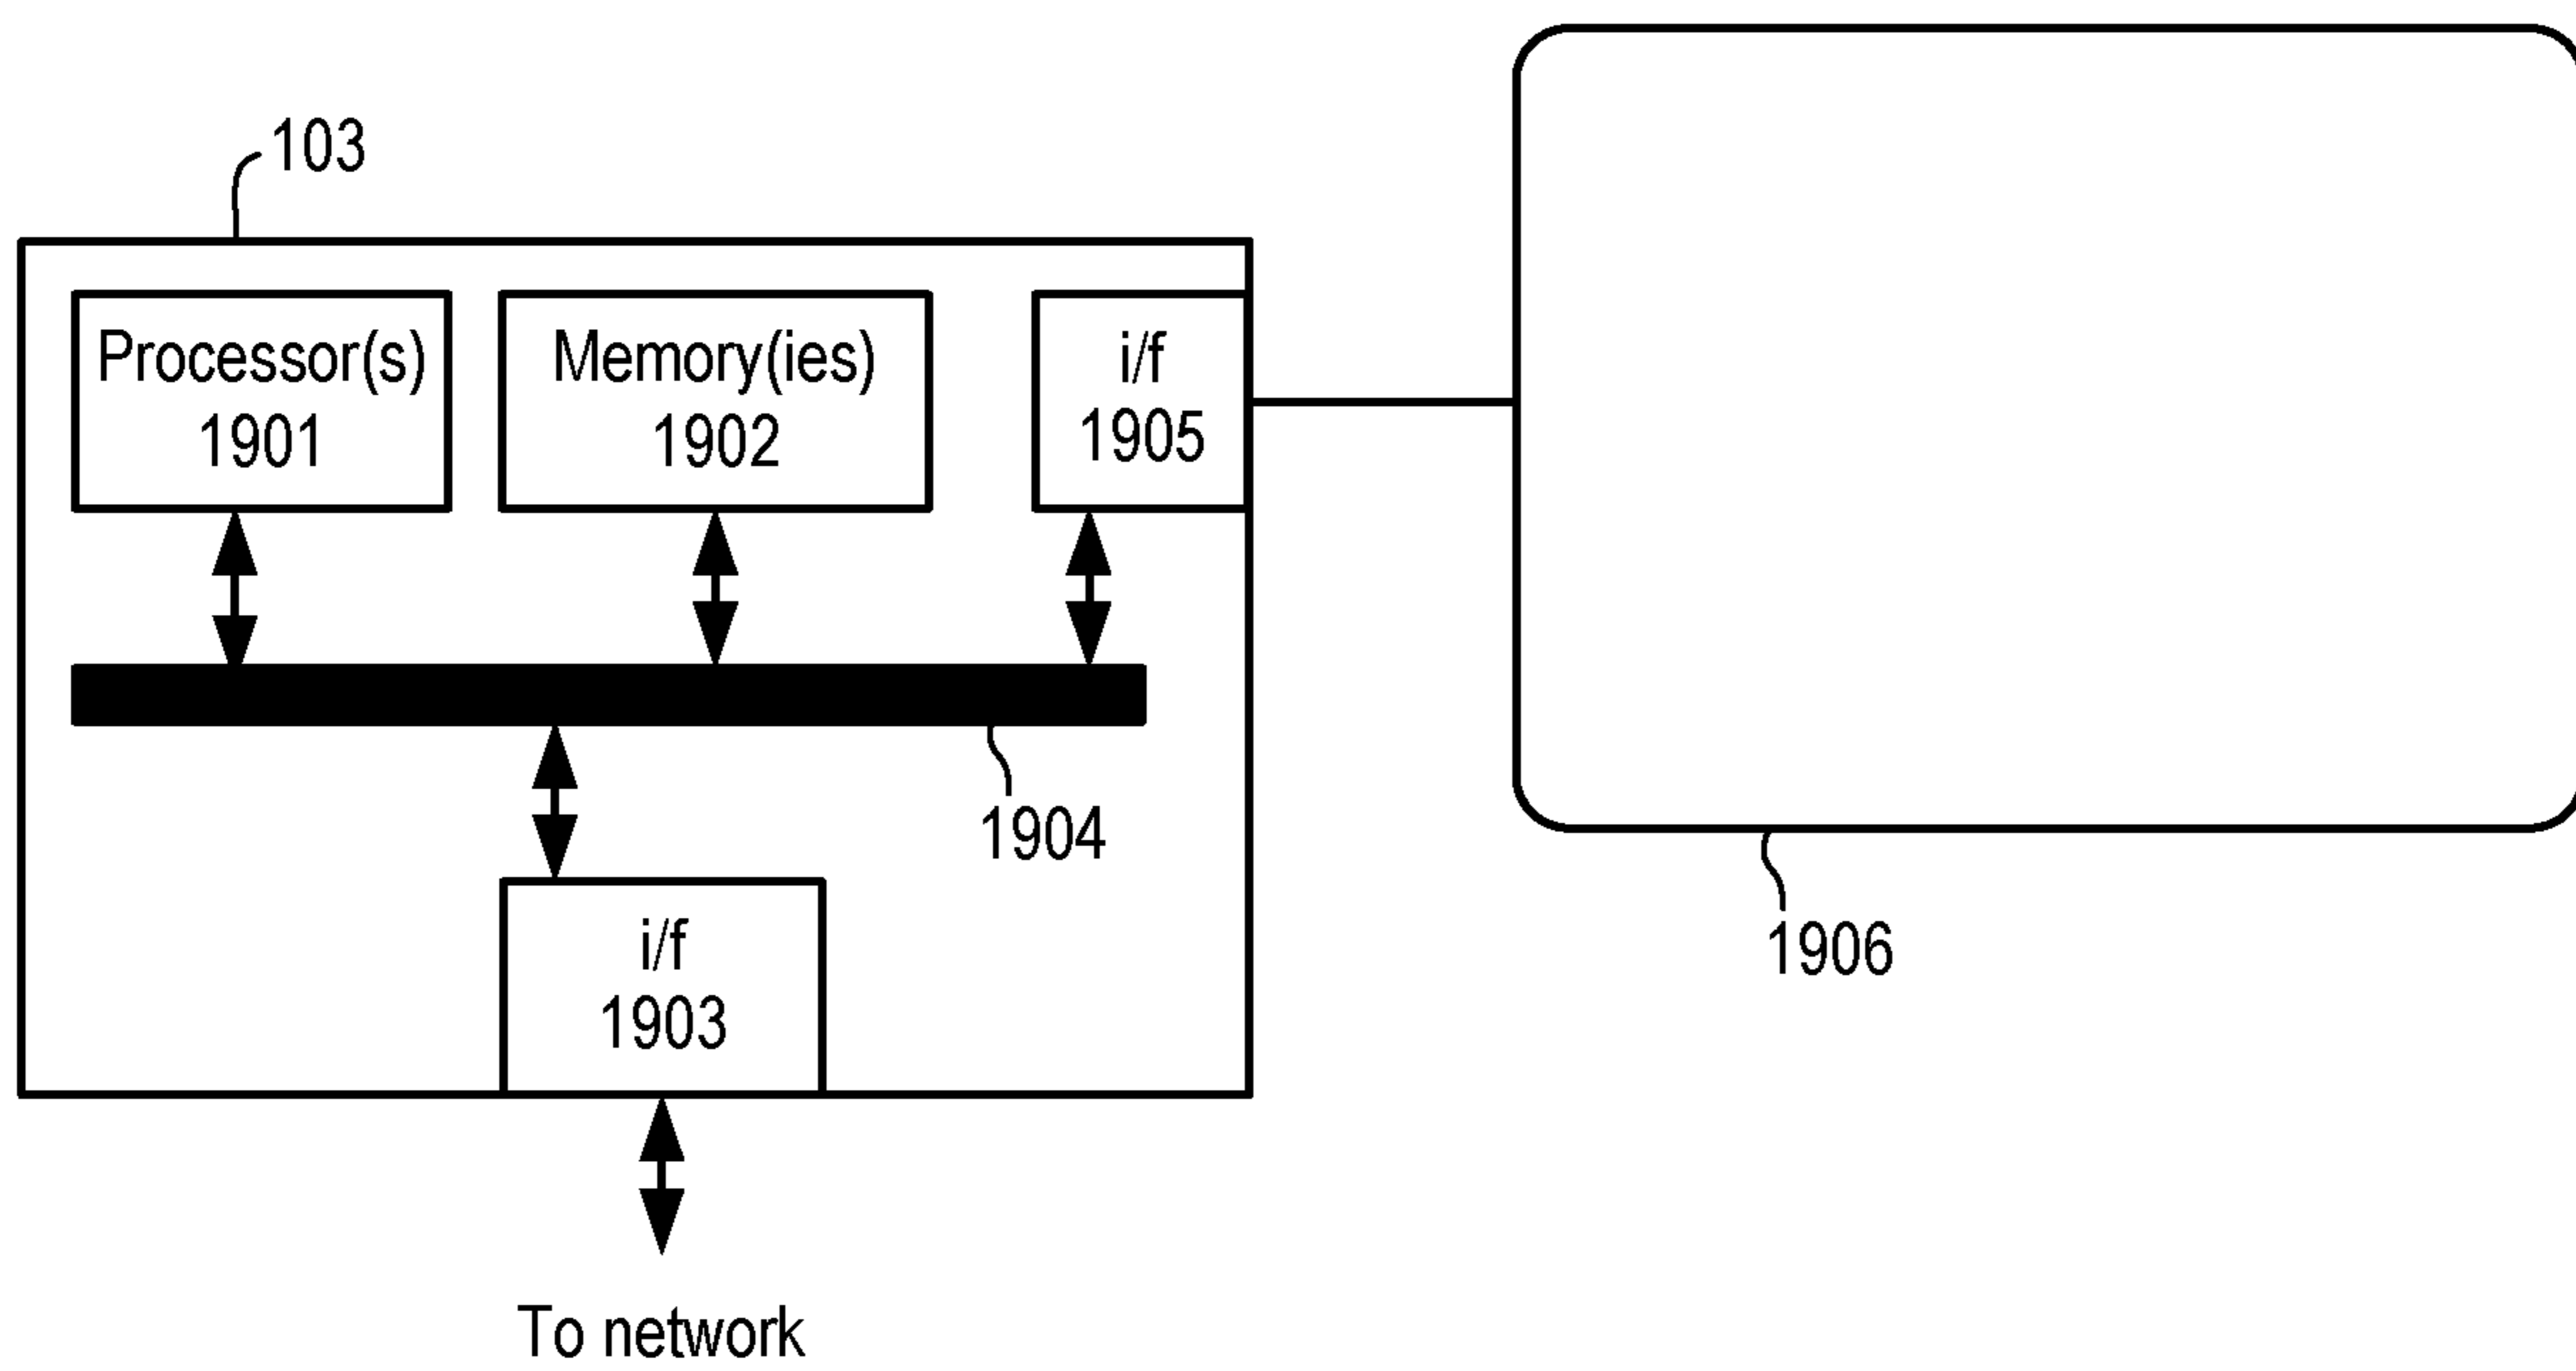 103
Processor(s)
1901
Memory(ies)
1902
i/f
1905
1904
i/f
1903
1906
To network